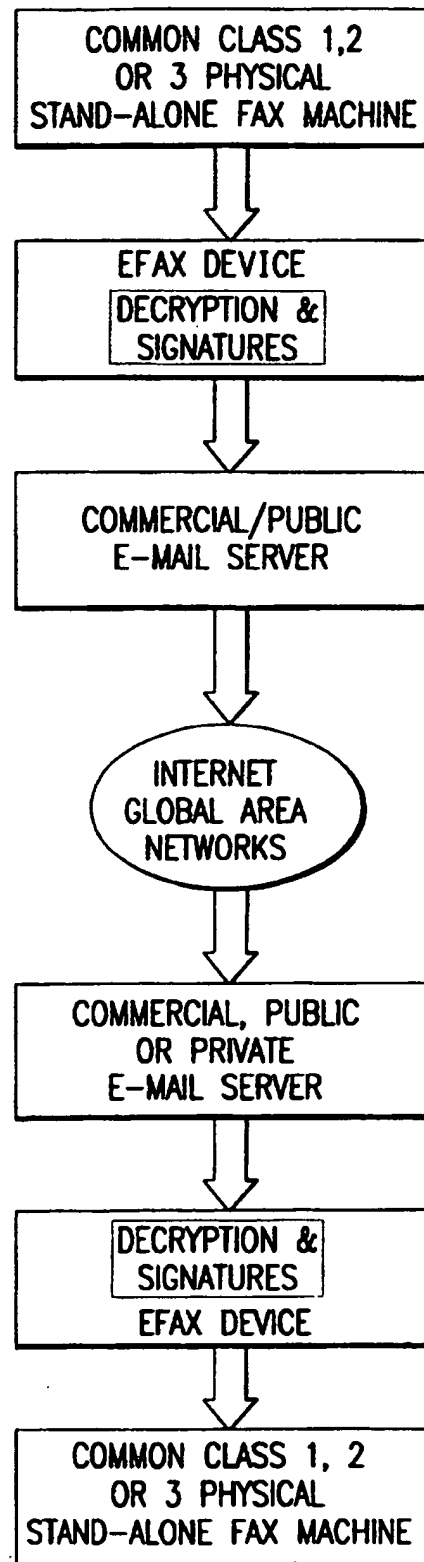 COMMON CLASS 1,2
OR 3 PHYSICAL
STAND-ALONE FAX MACHINE
EFAX DEVICE
DECRYPTION &
SIGNATURES
COMMERCIAL/PUBLIC
E-MAIL SERVER
INTERNET
GLOBAL AREA
NETWORKS
COMMERCIAL, PUBLIC
OR PRIVATE
E-MAIL SERVER
DECRYPTION &
SIGNATURES
EFAX DEVICE
COMMON CLASS 1, 2
OR 3 PHYSICAL
STAND-ALONE FAX MACHINE